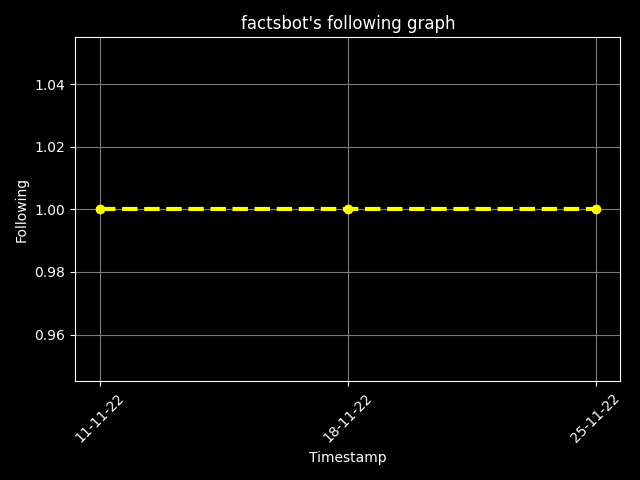 factsbot's following graph
Following
1.04
1.02
1.00
0.98
0.96
11-11-22
18-11-22
25-11-22
Timestamp